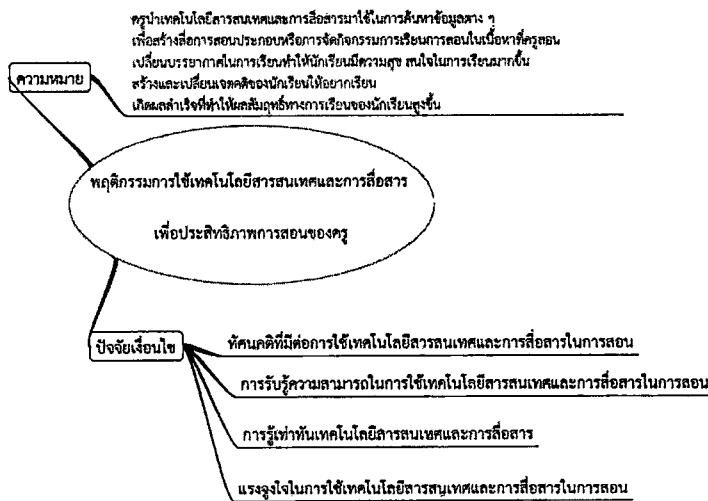 ครูนำเทคโนโลยีสารสนเทศและการสื่อสารมาใช้ในการค้นหาข้อมูลต่าง ๆ
เพื่อสร้างสื่อการสอนประกอบหรือการจัดกิจกรรมการเรียนการสอนในเนื้อหาที่ครูสอน
เปลี่ยนบรรยากาศในการเรียนทำให้นักเรียนมีความสุข สนใจในการเรียนมากขึ้น
ความหมาย
สร้างและเปลี่ยนเจตคติของนักเรียนให้อยากเรียน
เกิดผลสำเร็จที่ทำให้ผลสัมฤทธิ์ทางการเรียนของนักเรียนสูงขึ้น
พฤติกรรมการใช้เทคโนโลยีสารสนเทศและการสื่อสาร
เพื่อประสิทธิภาพการสอนของครู
ปัจจัยเงื่อนไข
ทัศนคติที่มีต่อการใช้เทคโนโลยีสารสนเทศและการสื่อสารในการสอน
การรับรู้ความสามารถในการใช้เทคโนโลยีสารสนเทศและการสื่อสารในการสอน
การรู้เท่าทันเทคโนโลยีสารสนเทศและการสื่อสาร
แรงจูงใจในการใช้เทคโนโลยีสารสนเทศและการสื่อสารในการสอน